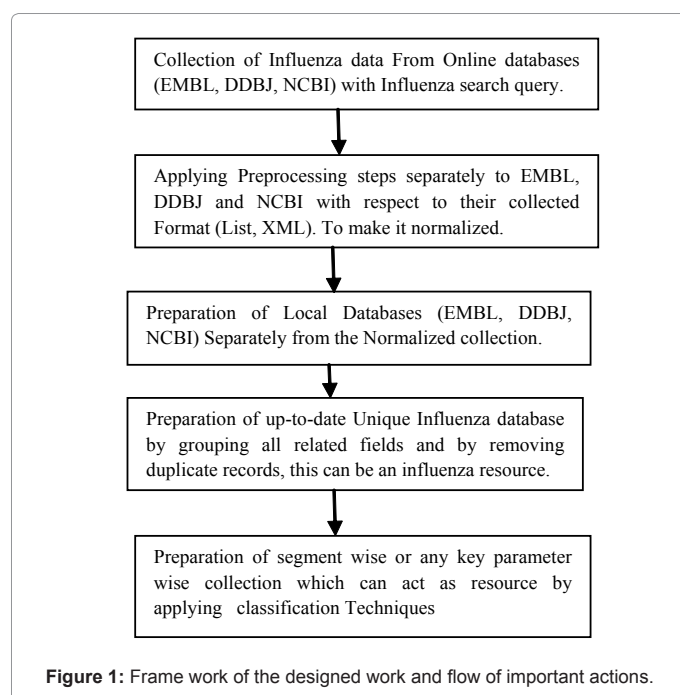 Collection of Influenza data From Online databases
(EMBL, DDBJ, NCBI) with Influenza search query.
Applying Preprocessing steps separately to EMBL,
DDBJ and NCBI with respect to their collected
Format (List, XML). To make it normalized.
Preparation of Local Databases (EMBL, DDBJ,
NCBI) Separately from the Normalized collection.
Preparation of up-to-date Unique Influenza database
by grouping all related fields and by removing
duplicate records, this can be an influenza resource.
Preparation of segment wise or any key parameter
wise collection which can act as resource by
applying classification Techniques
Figure 1: Frame work of the designed work and flow of important actions.